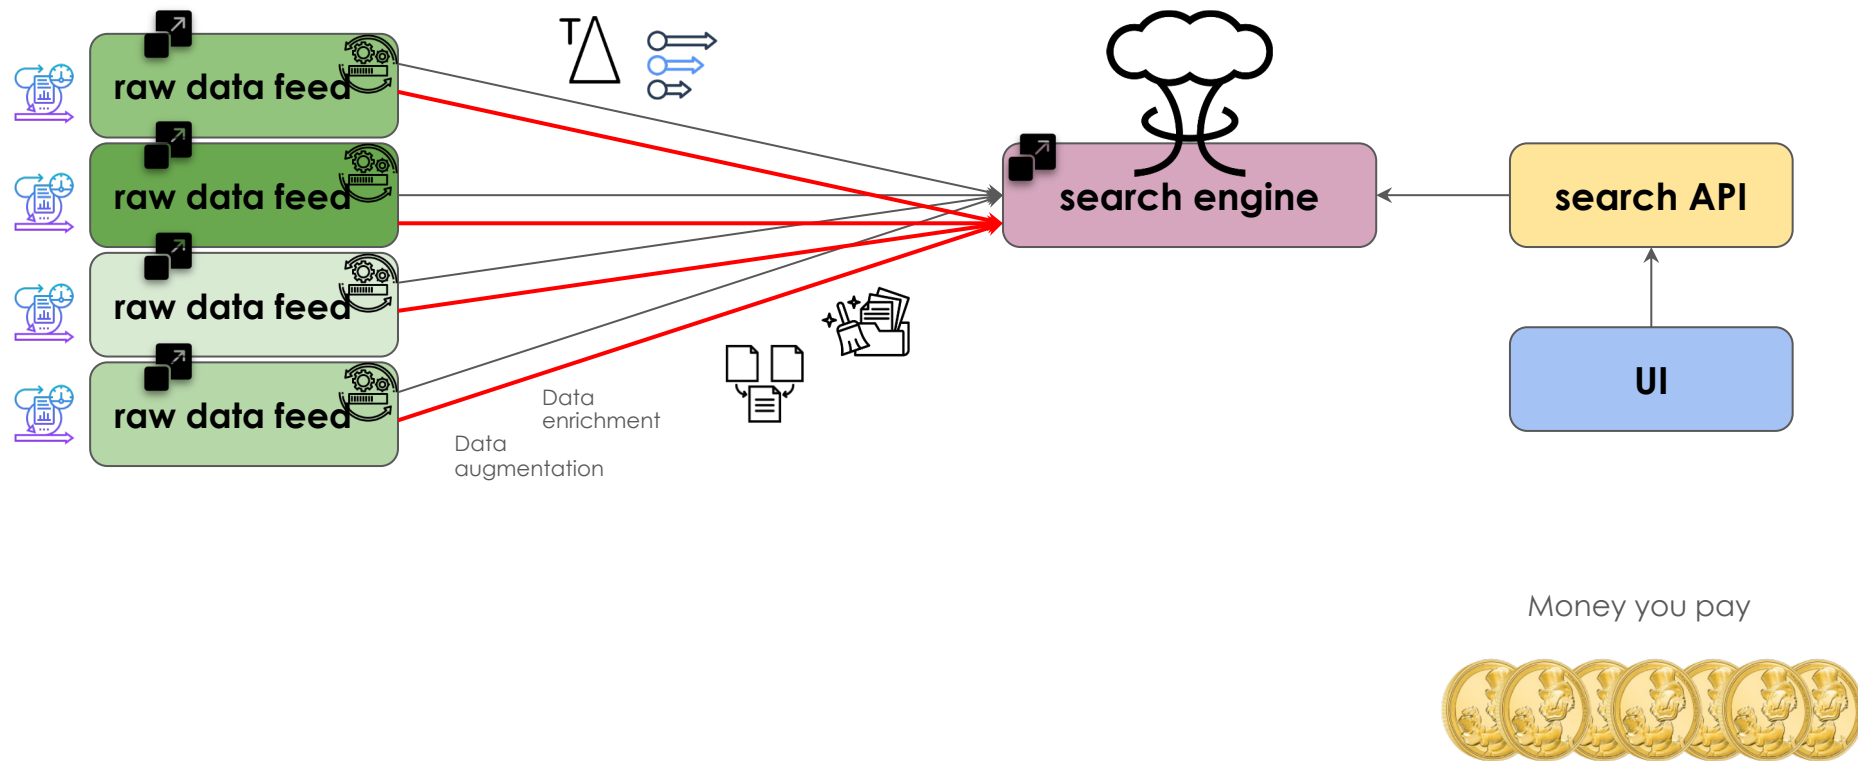 T
raw data feed
raw data feed
raw data feed
raw data feed
search engine
search API
UI
Data
enrichment
Data
augmentation
Money you pay